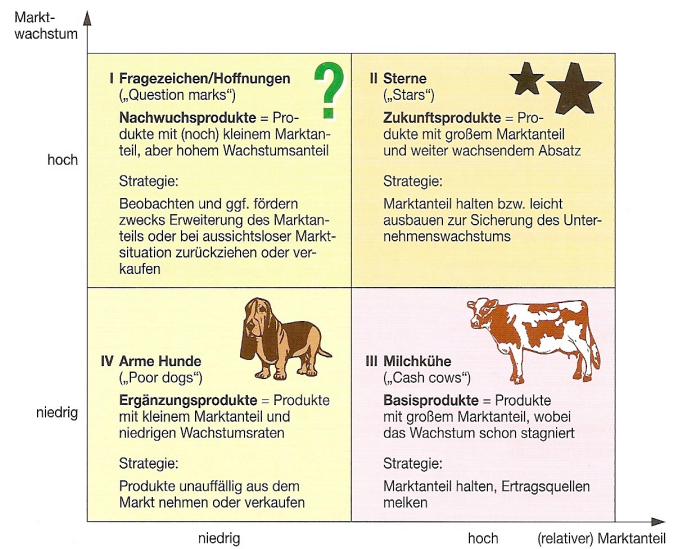 Markt-
wachstum
hoch
niedrig
I Fragezeichen/Hoffnungen
(„Question marks“)
Nachwuchsprodukte = Pro-
dukte mit (noch) kleinem Marktan-
teil, aber hohem Wachstumsanteil
Strategie:
Beobachten und ggf. fördern
zwecks Erweiterung des Marktan-
teils oder bei aussichtsloser Markt-
situation zurückziehen oder ver-
kaufen
?
II Sterne
(„Stars“)
Zukunftsprodukte = Pro-
dukte mit großem Marktanteil
und weiter wachsendem Absatz
Strategie:
Marktanteil halten bzw. leicht
ausbauen zur Sicherung des Unter-
nehmenswachstums
IV Arme Hunde
(„Poor dogs“)
Ergänzungsprodukte = Produkte
mit kleinem Marktanteil und
niedrigen Wachstumsraten
Strategie:
Produkte unauffällig aus dem
Markt nehmen oder verkaufen
III Milchkühe
(„Cash cows“)
Basisprodukte = Produkte
mit großem Marktanteil, wobei
das Wachstum schon stagniert
Strategie:
Marktanteil halten, Ertragsquellen
melken
niedrig
hoch
(relativer) Marktanteil